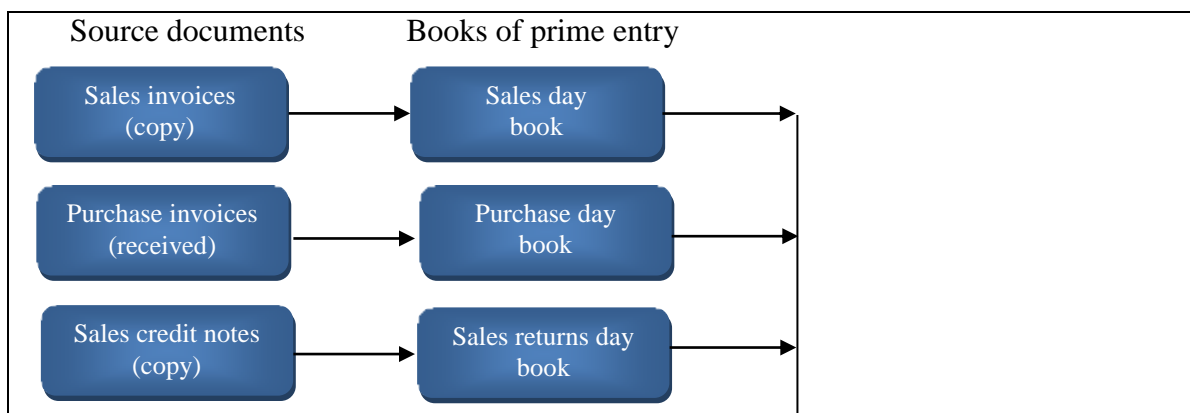 Source documents
Books of prime entry
Sales invoices
(copy)
Sales day
book
Purchase invoices
(received)
Purchase day
book
Sales credit notes
(copy)
Sales returns day
book